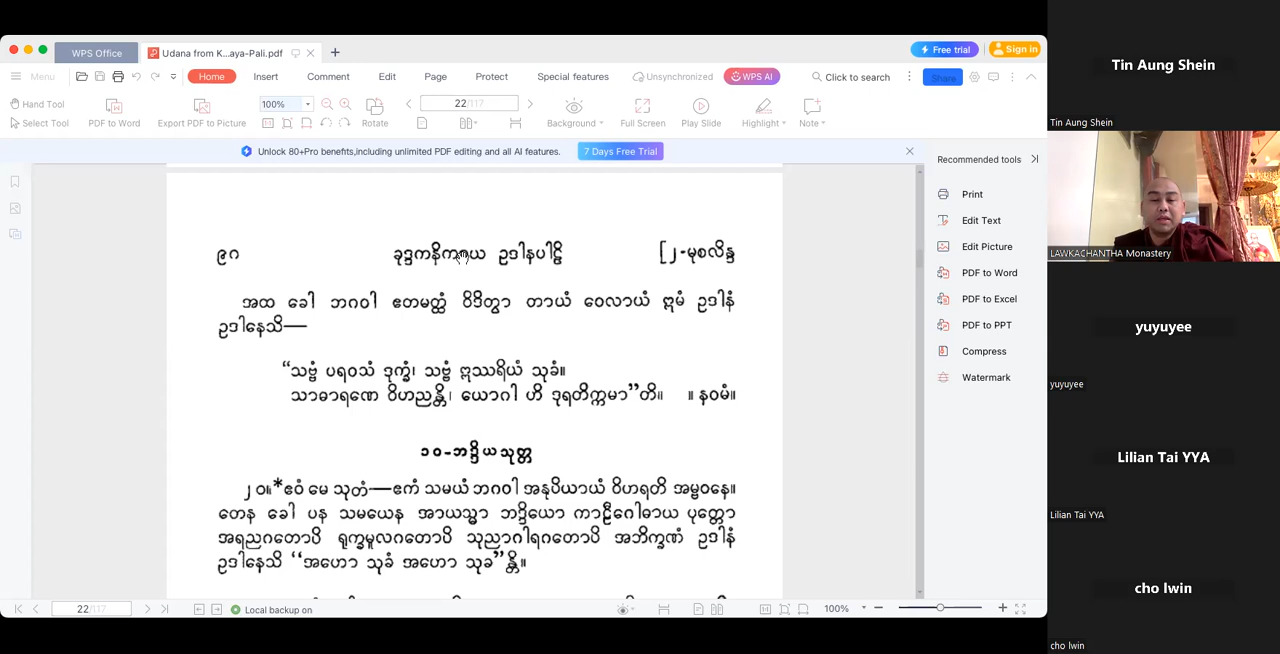 WPS Office
Udana from K...aya-Pali.pdf
Free trial
Sign in
Menu
Home
Insert
Comment
Edit
Page
Protect
Special features
Unsynchronized
WPS AI
Click to search
Share
Hand Tool
Select Tool
PDF to Word
Export PDF to Picture
100%
Rotate
22/117
Background
Full Screen
Play Slide
Highlight
Note
Unlock 80+Pro benefits,including unlimited PDF editing and all AI features.
7 Days Free Trial
၉ဂ ခုဒ္ဒကနိကာယ ဥဒါနပါဠိ [၂-မုစလိန္ဒ
အထ ခေါ ဘဂဝါ ဧတမတ္ထံ ဝိဒိတွာ တာယံ ဝေလာယံ ဣမံ ဥဒါနံ
ဥဒါနေသိ—
“သဗ္ဗံ ပရဝသံ ဒုက္ခံ၊ သဗ္ဗံ ဣဿရိယံ သုခံ။
သာဓာရဏေ ဝိဟညန္တိ၊ ယောဂါ ဟိ ဒုရတိက္ကမာ”တိ။ ။နဝမံ။
၁၀-ဘဒ္ဒိယသုတ္တ
၂၀။*ဧဝံ မေ သုတံ—ဧကံ သမယံ ဘဂဝါ အနုပိယာယံ ဝိဟရတိ အမ္ဗဝနေ။
တေန ခေါ ပန သမယေန အာယသ္မာ ဘဒ္ဒိယော ကာဠီဂေါဓာယ ပုတ္တော
အရညဂတောပိ ရုက္ခမူလဂတောပိ သုညာဂါရဂတောပိ အဘိက္ခဏံ ဥဒါနံ
ဥဒါနေသိ “အဟော သုခံ အဟော သုခ”န္တိ။
Recommended tools
Print
Edit Text
Edit Picture
PDF to Word
PDF to Excel
PDF to PPT
Compress
Watermark
22/117
Local backup on
100%
Tin Aung Shein
Tin Aung Shein
LAWKACHANTHA Monastery
yuyuyee
yuyuyee
Lilian Tai YYA
Lilian Tai YYA
cho lwin
cho lwin